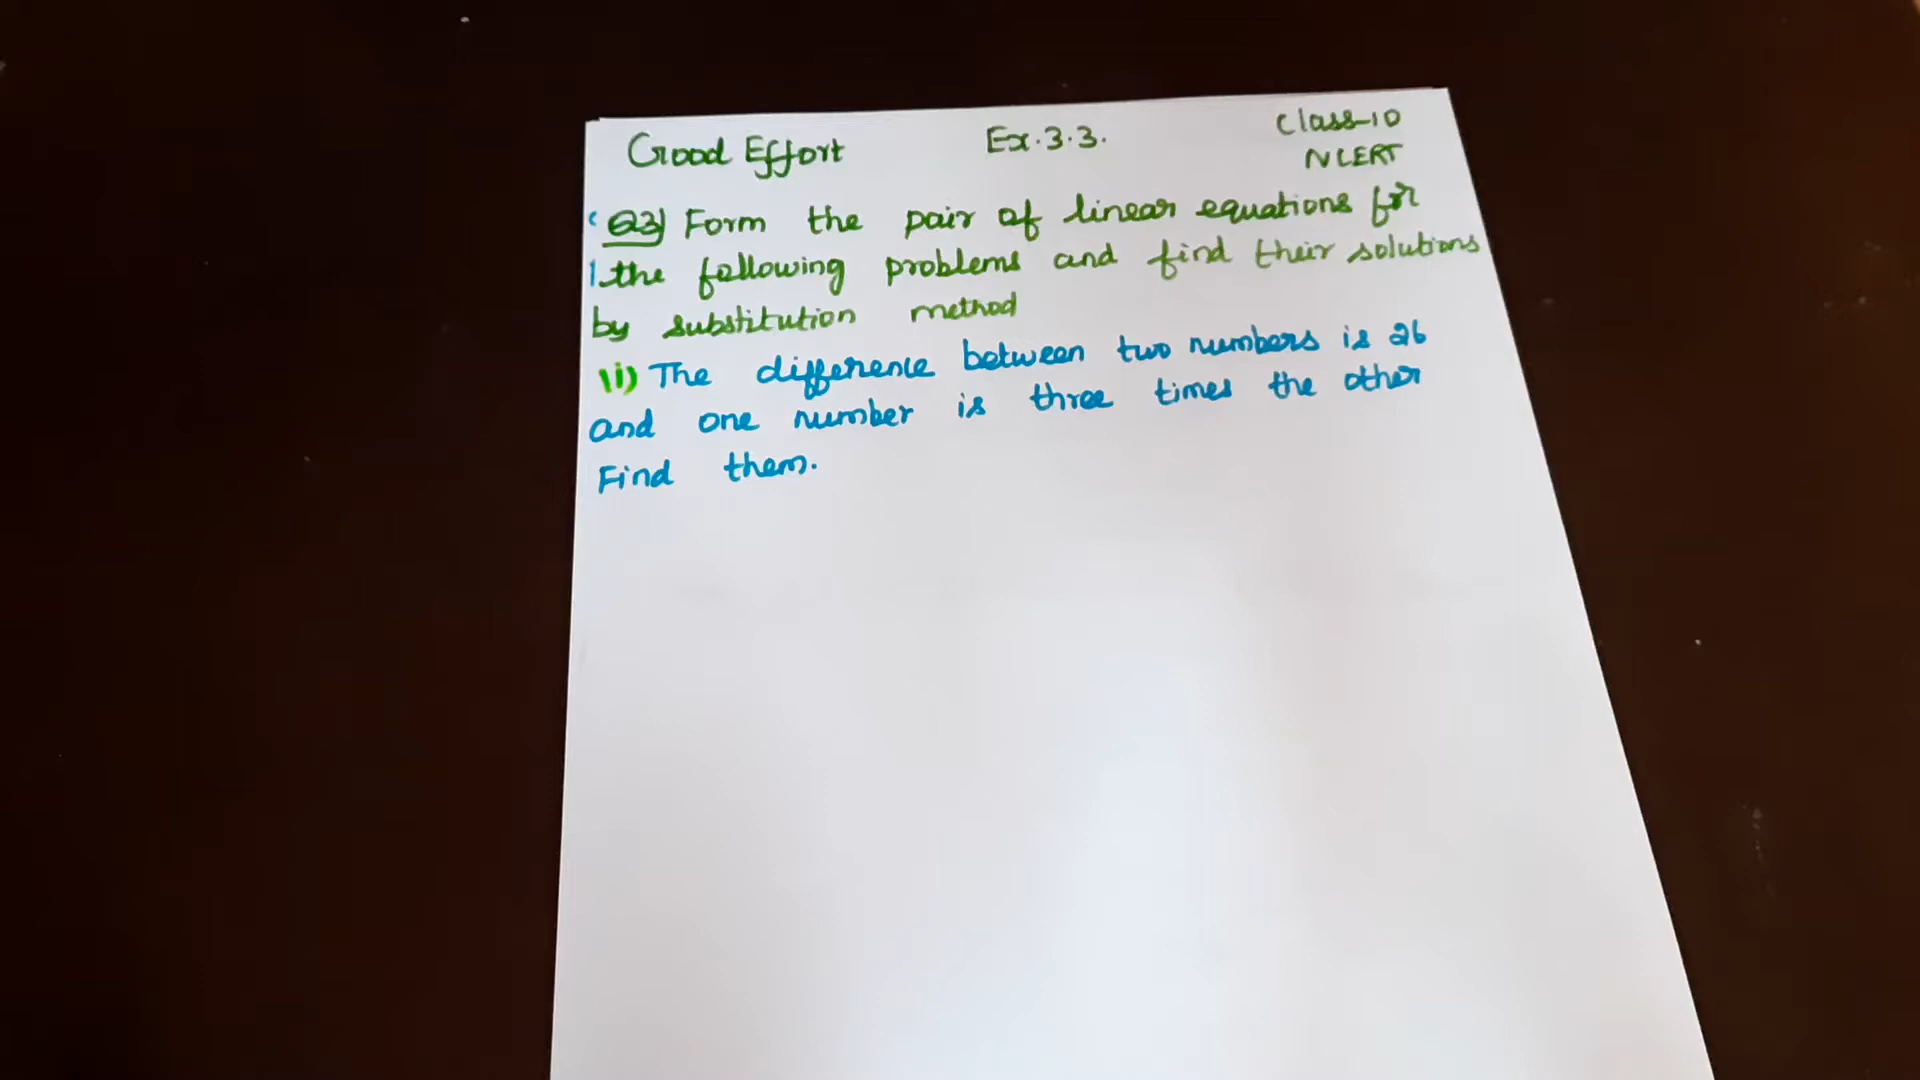 Good Effort Ex.3.3. Class-10
NCERT
Q3) Form the pair of linear equations for
1.the following problems and find their solutions
by substitution method
(i) The difference between two numbers is 26
and one number is three times the other
Find them.